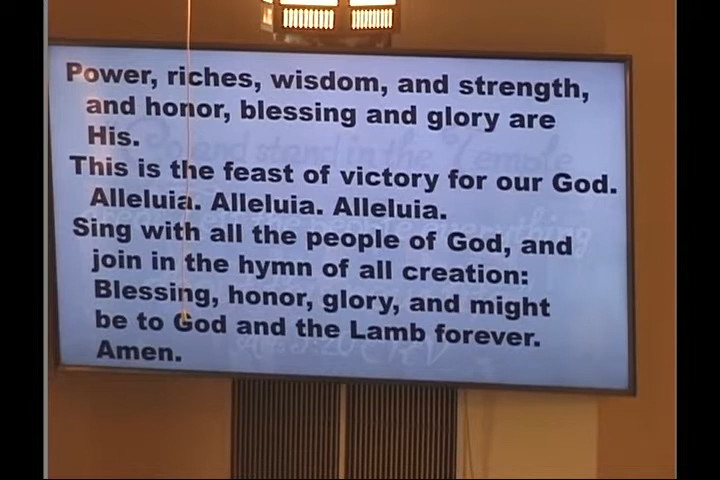 Power, riches, wisdom, and strength,
and honor, blessing and glory are
His.
This is the feast of victory for our God.
Alleluia. Alleluia. Alleluia.
Sing with all the people of God, and
join in the hymn of all creation:
Blessing, honor, glory, and might
be to God and the Lamb forever.
Amen.